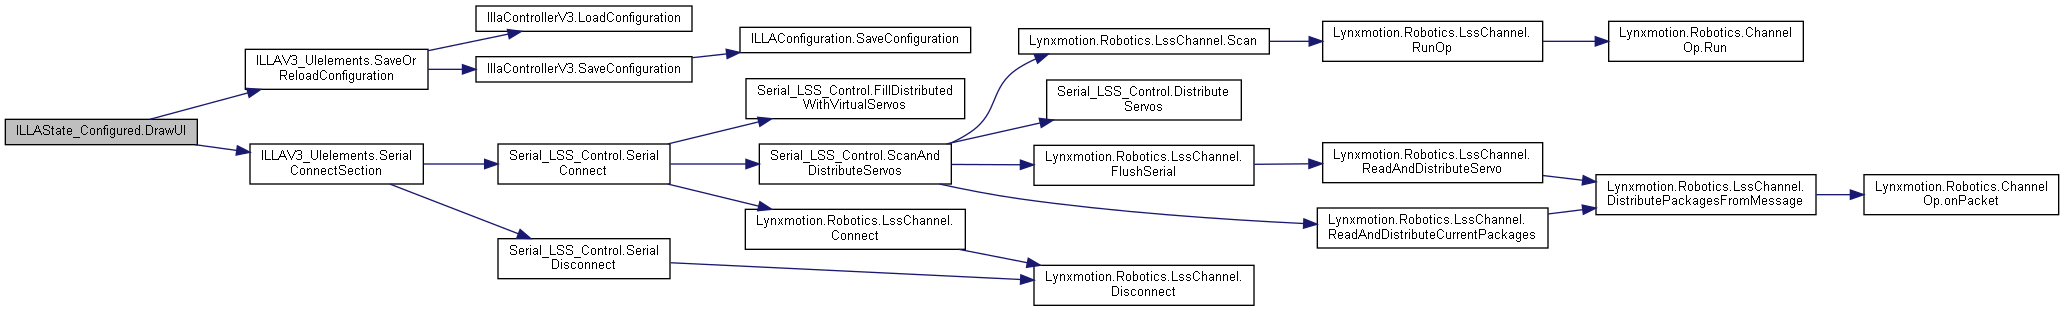 IllaControllerV3.LoadConfiguration
ILLAConfiguration.SaveConfiguration
Lynxmotion.Robotics.LssChannel.Scan
Lynxmotion.Robotics.LssChannel.
RunOp
Lynxmotion.Robotics.Channel
Op.Run
ILLAV3_UIelements.SaveOr
ReloadConfiguration
IllaControllerV3.SaveConfiguration
Serial_LSS_Control.FillDistributed
WithVirtualServos
Serial_LSS_Control.Distribute
Servos
ILLAState_Configured.DrawUI
ILLAV3_UIelements.Serial
ConnectSection
Serial_LSS_Control.Serial
Connect
Serial_LSS_Control.ScanAnd
DistributeServos
Lynxmotion.Robotics.LssChannel.
FlushSerial
Lynxmotion.Robotics.LssChannel.
ReadAndDistributeServo
Lynxmotion.Robotics.LssChannel.
DistributePackagesFromMessage
Lynxmotion.Robotics.Channel
Op.onPacket
Lynxmotion.Robotics.LssChannel.
Connect
Lynxmotion.Robotics.LssChannel.
ReadAndDistributeCurrentPackages
Serial_LSS_Control.Serial
Disconnect
Lynxmotion.Robotics.LssChannel.
Disconnect